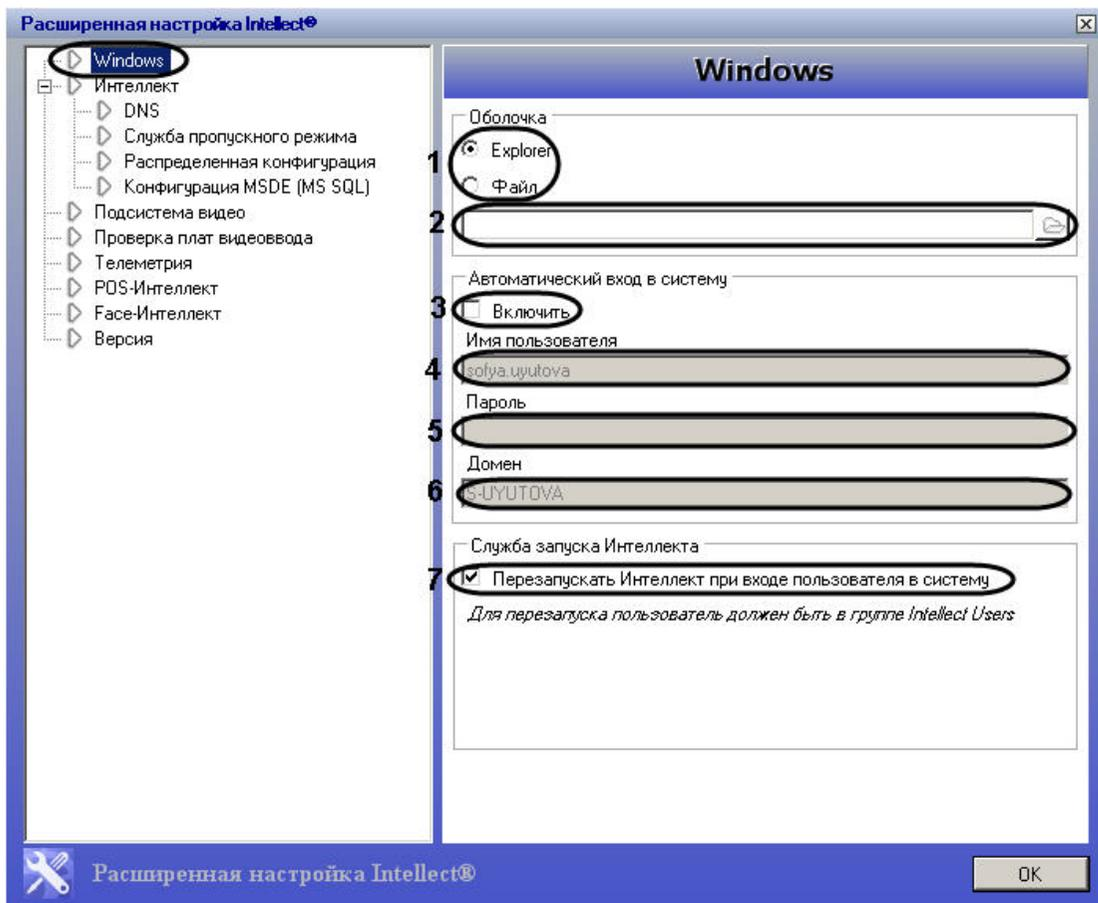 Расширенная настройка Intellect®
Windows
Интеллект
DNS
Служба пропускного режима
Распределенная конфигурация
Конфигурация MSDE (MS SQL)
Подсистема видео
Проверка плат видеоввода
Телеметрия
POS-Интеллект
Face-Интеллект
Версия
Windows
Оболочка
1
Explorer
Файл
2
Автоматический вход в систему
3
Включить
Имя пользователя
4
sofya.uyutova
Пароль
5
Домен
6
S-UYUTOVA
Служба запуска Интеллекта
7
Перезапускать Интеллект при входе пользователя в систему
Для перезапуска пользователь должен быть в группе Intellect Users
Расширенная настройка Intellect®
OK